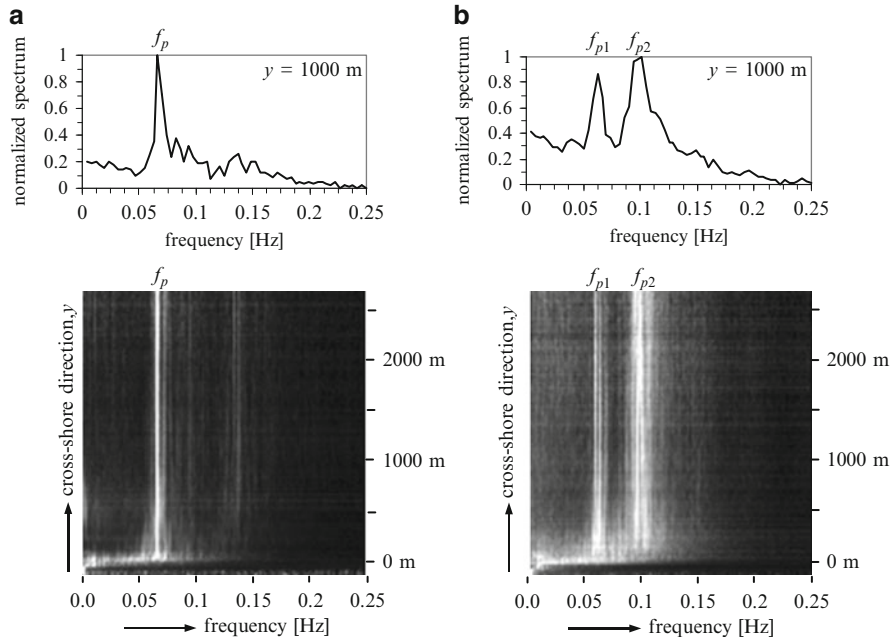 a
f_p
y = 1000 m
normalized spectrum
1
0.8
0.6
0.4
0.2
0
0 0.05 0.1 0.15 0.2 0.25
frequency [Hz]
f_p
cross-shore direction,y
2000 m
1000 m
0 m
0.0 0.05 0.10 0.15 0.20 0.25
frequency [Hz]
b
f_p1 f_p2
y = 1000 m
normalized spectrum
1
0.8
0.6
0.4
0.2
0
0 0.05 0.1 0.15 0.2 0.25
frequency [Hz]
f_p1 f_p2
cross-shore direction,y
2000 m
1000 m
0 m
0.0 0.05 0.10 0.15 0.20 0.25
frequency [Hz]